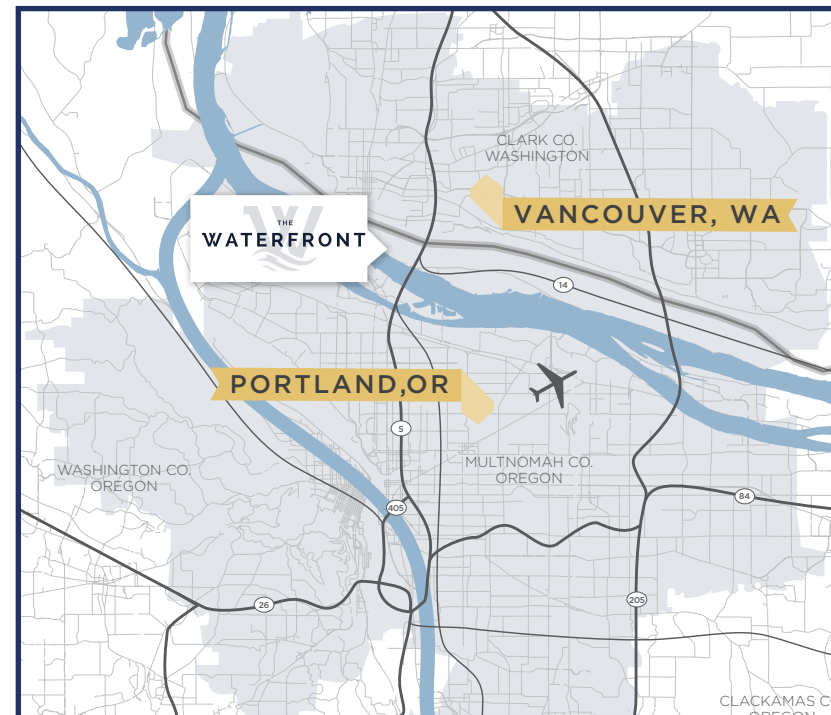 CLARK CO.
WASHINGTON
VANCOUVER, WA
THE
WATERFRONT
14
PORTLAND,OR
5
WASHINGTON CO.
OREGON
MULTNOMAH CO.
OREGON
84
405
26
205
CLACKAMAS C
OREGON